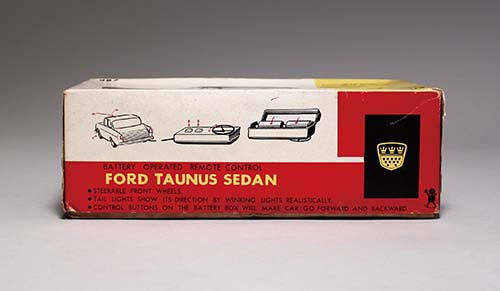 BATTERY OPERATED REMOTE CONTROL
FORD TAUNUS SEDAN
● STEERABLE FRONT WHEELS.
● TAIL LIGHTS SHOW ITS DIRECTION BY WINKING LIGHTS REALISTICALLY.
● CONTROL BUTTONS ON THE BATTERY BOX WILL MAKE CAR GO FORWARD AND BACKWARD.